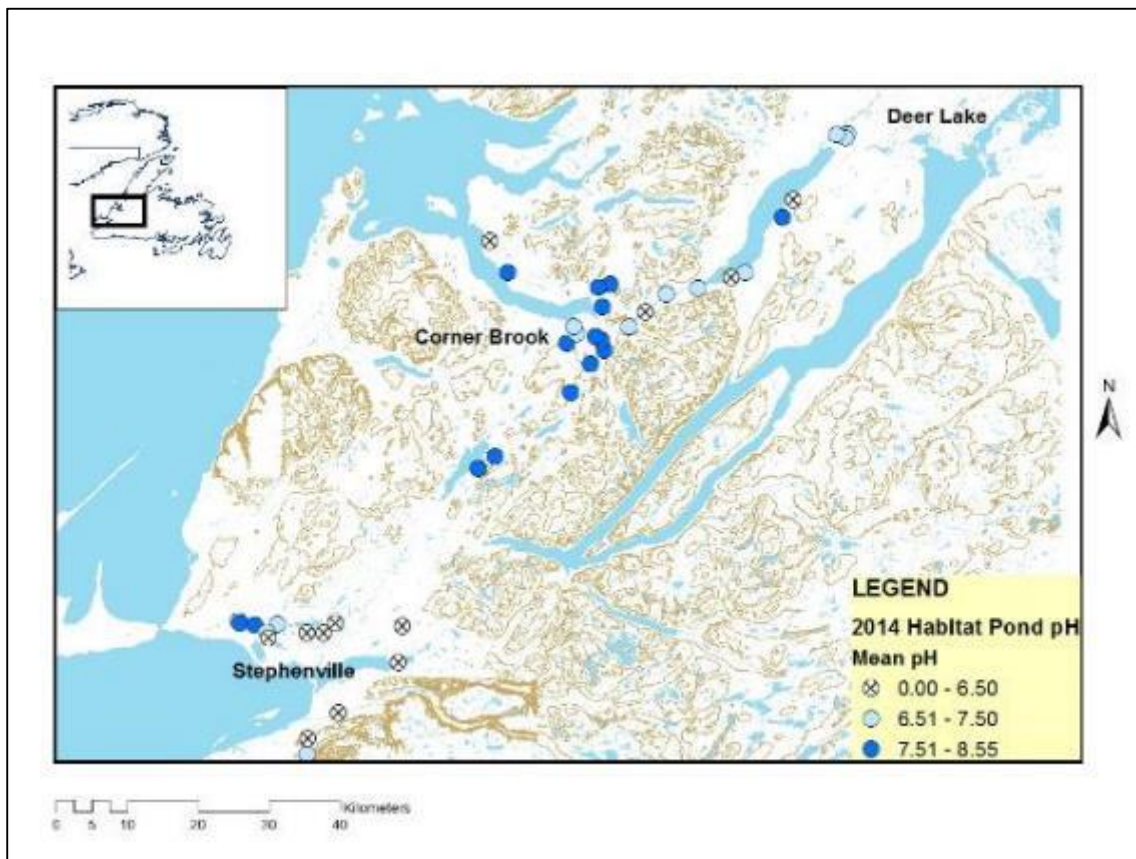 Deer Lake
Corner Brook
N
Stephenville
LEGEND
2014 Habitat Pond pH
Mean pH
0.00 - 6.50
6.51 - 7.50
7.51 - 8.55
Kilometers
0 5 10 20 30 40